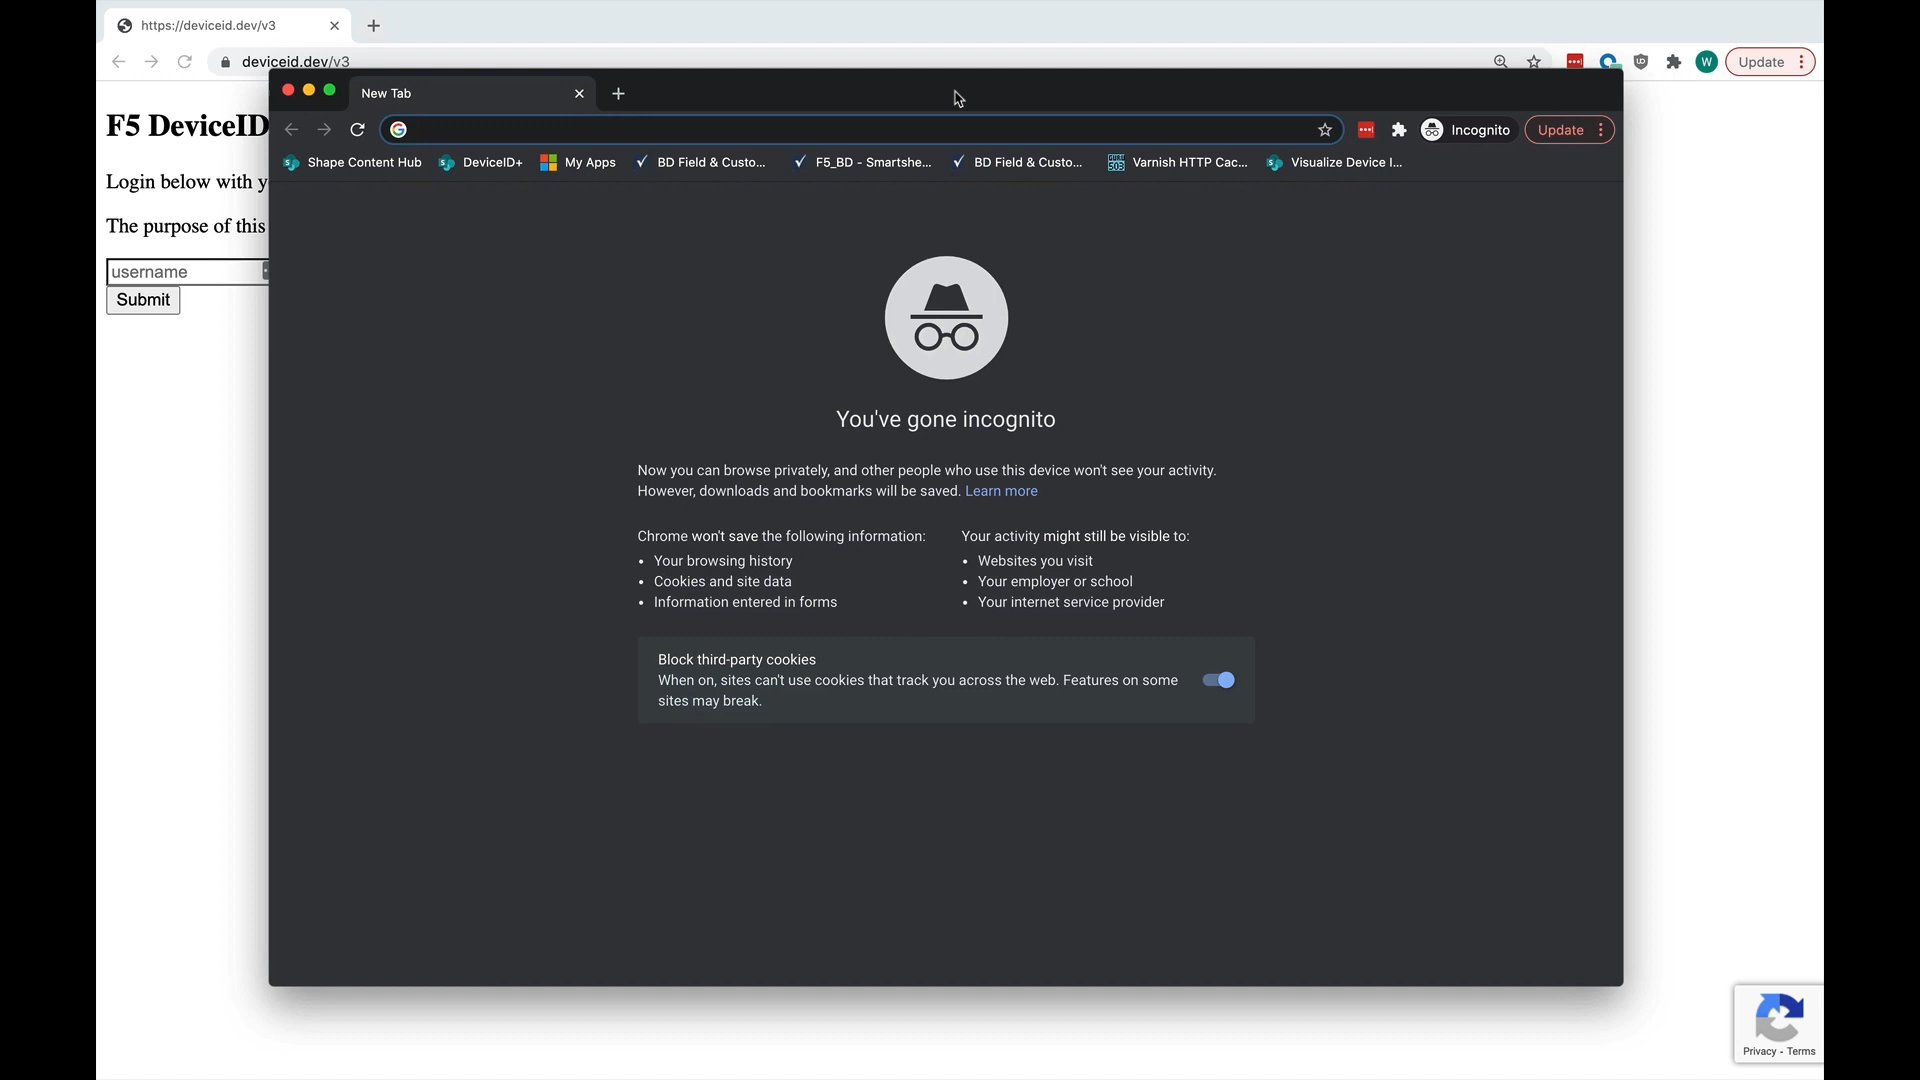 https://deviceid.dev/v3
deviceid.dev/v3
W
Update
New Tab
Incognito
Update
Shape Content Hub
DeviceID+
My Apps
BD Field & Custo...
F5_BD - Smartshe...
BD Field & Custo...
Varnish HTTP Cac...
Visualize Device I...
F5 DeviceID
Login below with y
The purpose of this
username
Submit
You've gone incognito
Now you can browse privately, and other people who use this device won't see your activity.
However, downloads and bookmarks will be saved. Learn more
Chrome won't save the following information:
Your browsing history
Cookies and site data
Information entered in forms
Your activity might still be visible to:
Websites you visit
Your employer or school
Your internet service provider
Block third-party cookies
When on, sites can't use cookies that track you across the web. Features on some
sites may break.
Privacy - Terms